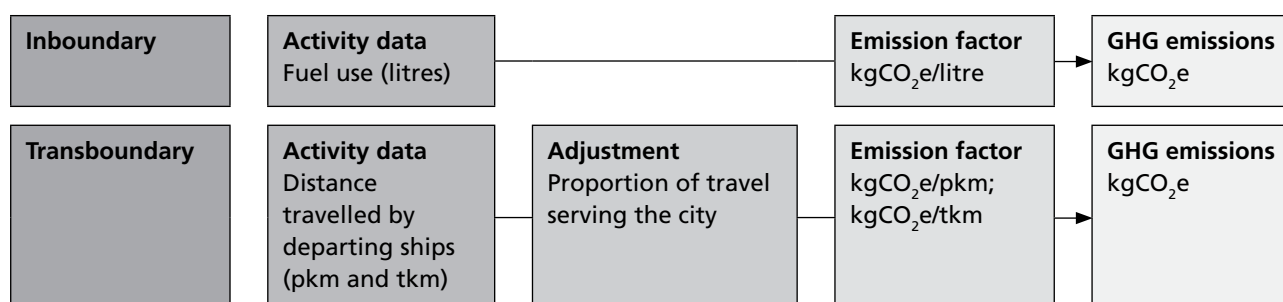 Inboundary
Activity data
Fuel use (litres)
Emission factor
kgCO₂e/litre
GHG emissions
kgCO₂e
Transboundary
Activity data
Distance
travelled by
departing ships
(pkm and tkm)
Adjustment
Proportion of travel
serving the city
Emission factor
kgCO₂e/pkm;
kgCO₂e/tkm
GHG emissions
kgCO₂e